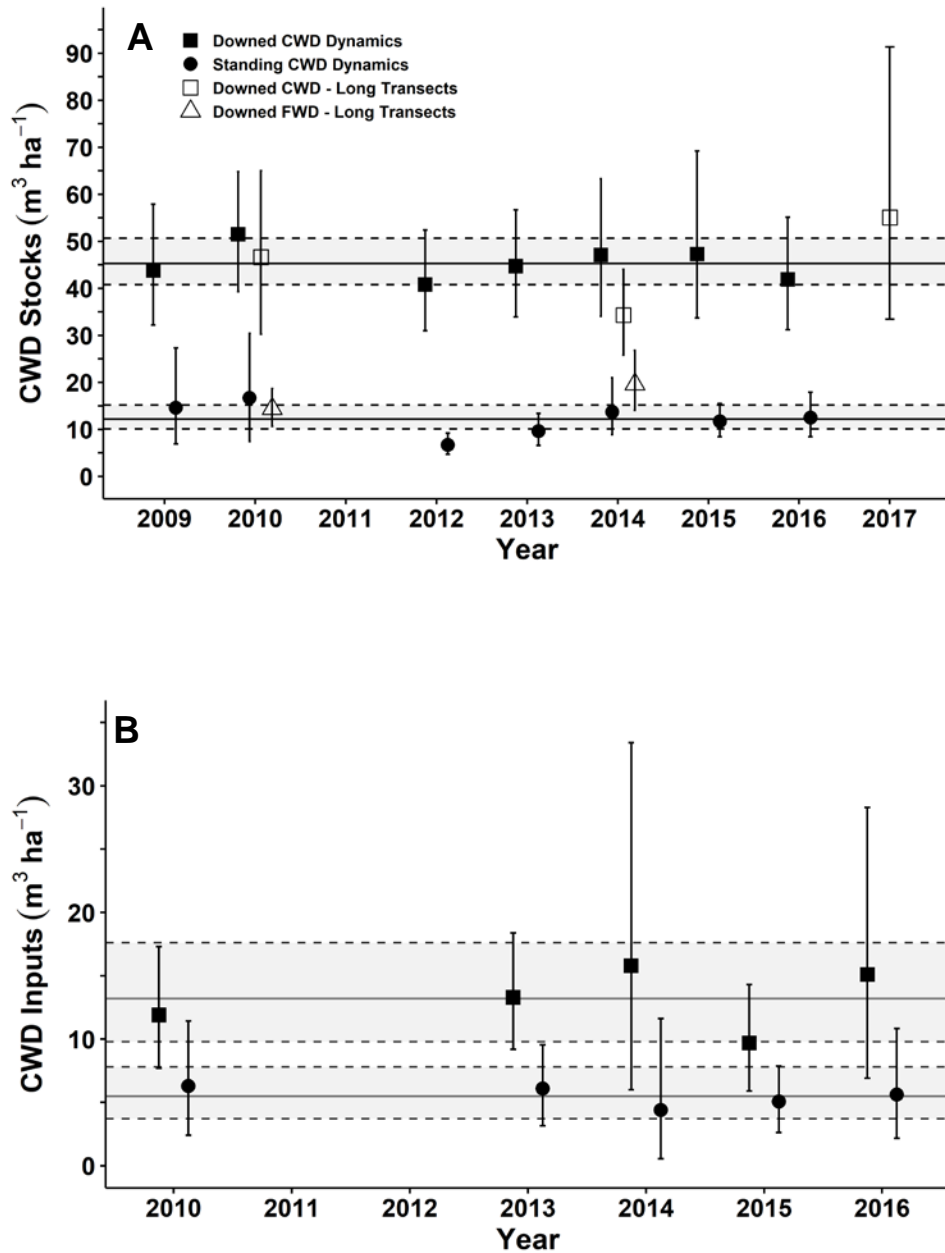 A
Downed CWD Dynamics
Standing CWD Dynamics
Downed CWD - Long Transects
Downed FWD - Long Transects
CWD Stocks (m³ ha⁻¹)
90
80
70
60
50
40
30
20
10
0
2009 2010 2011 2012 2013 2014 2015 2016 2017
Year
B
CWD Inputs (m³ ha⁻¹)
30
20
10
0
2010 2011 2012 2013 2014 2015 2016
Year